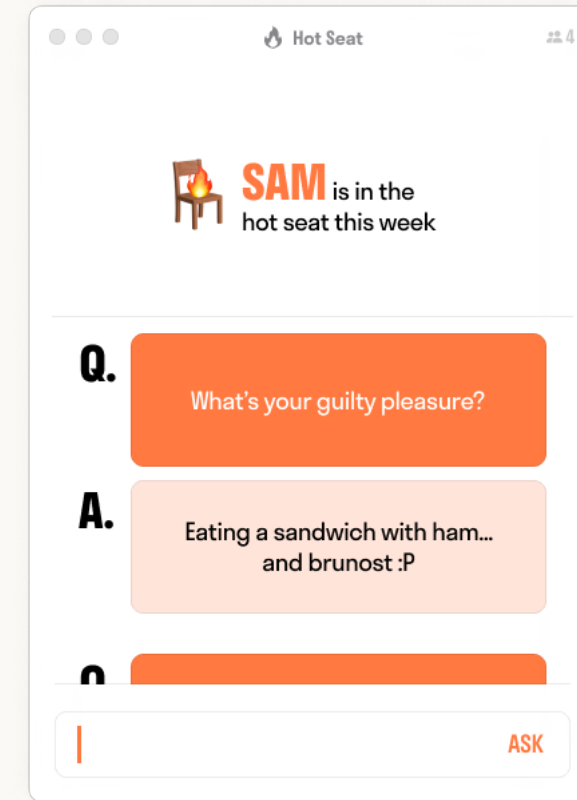 Hot Seat
4
SAM is in the
hot seat this week
Q.
What's your guilty pleasure?
A.
Eating a sandwich with ham...
and brunost :P
Q
ASK